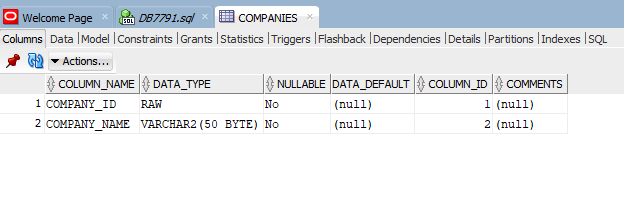 Welcome Page DB7791.sql COMPANIES
Columns Data Model Constraints Grants Statistics Triggers Flashback Dependencies Details Partitions Indexes SQL
Actions...
COLUMN_NAME DATA_TYPE NULLABLE DATA_DEFAULT COLUMN_ID COMMENTS
1 COMPANY_ID RAW No (null) 1 (null)
2 COMPANY_NAME VARCHAR2(50 BYTE) No (null) 2 (null)